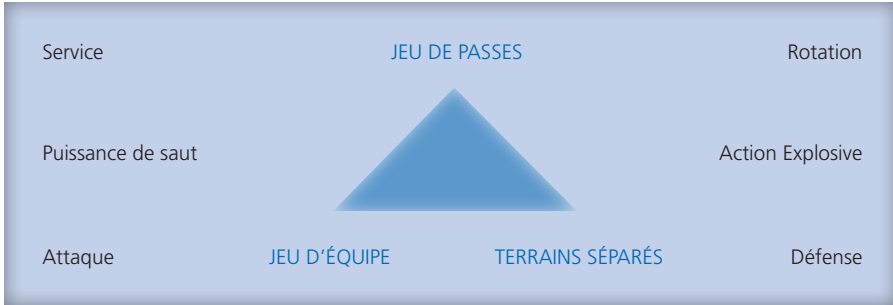 Service JEU DE PASSES Rotation
Puissance de saut Action Explosive
Attaque JEU D'ÉQUIPE TERRAINS SÉPARÉS Défense